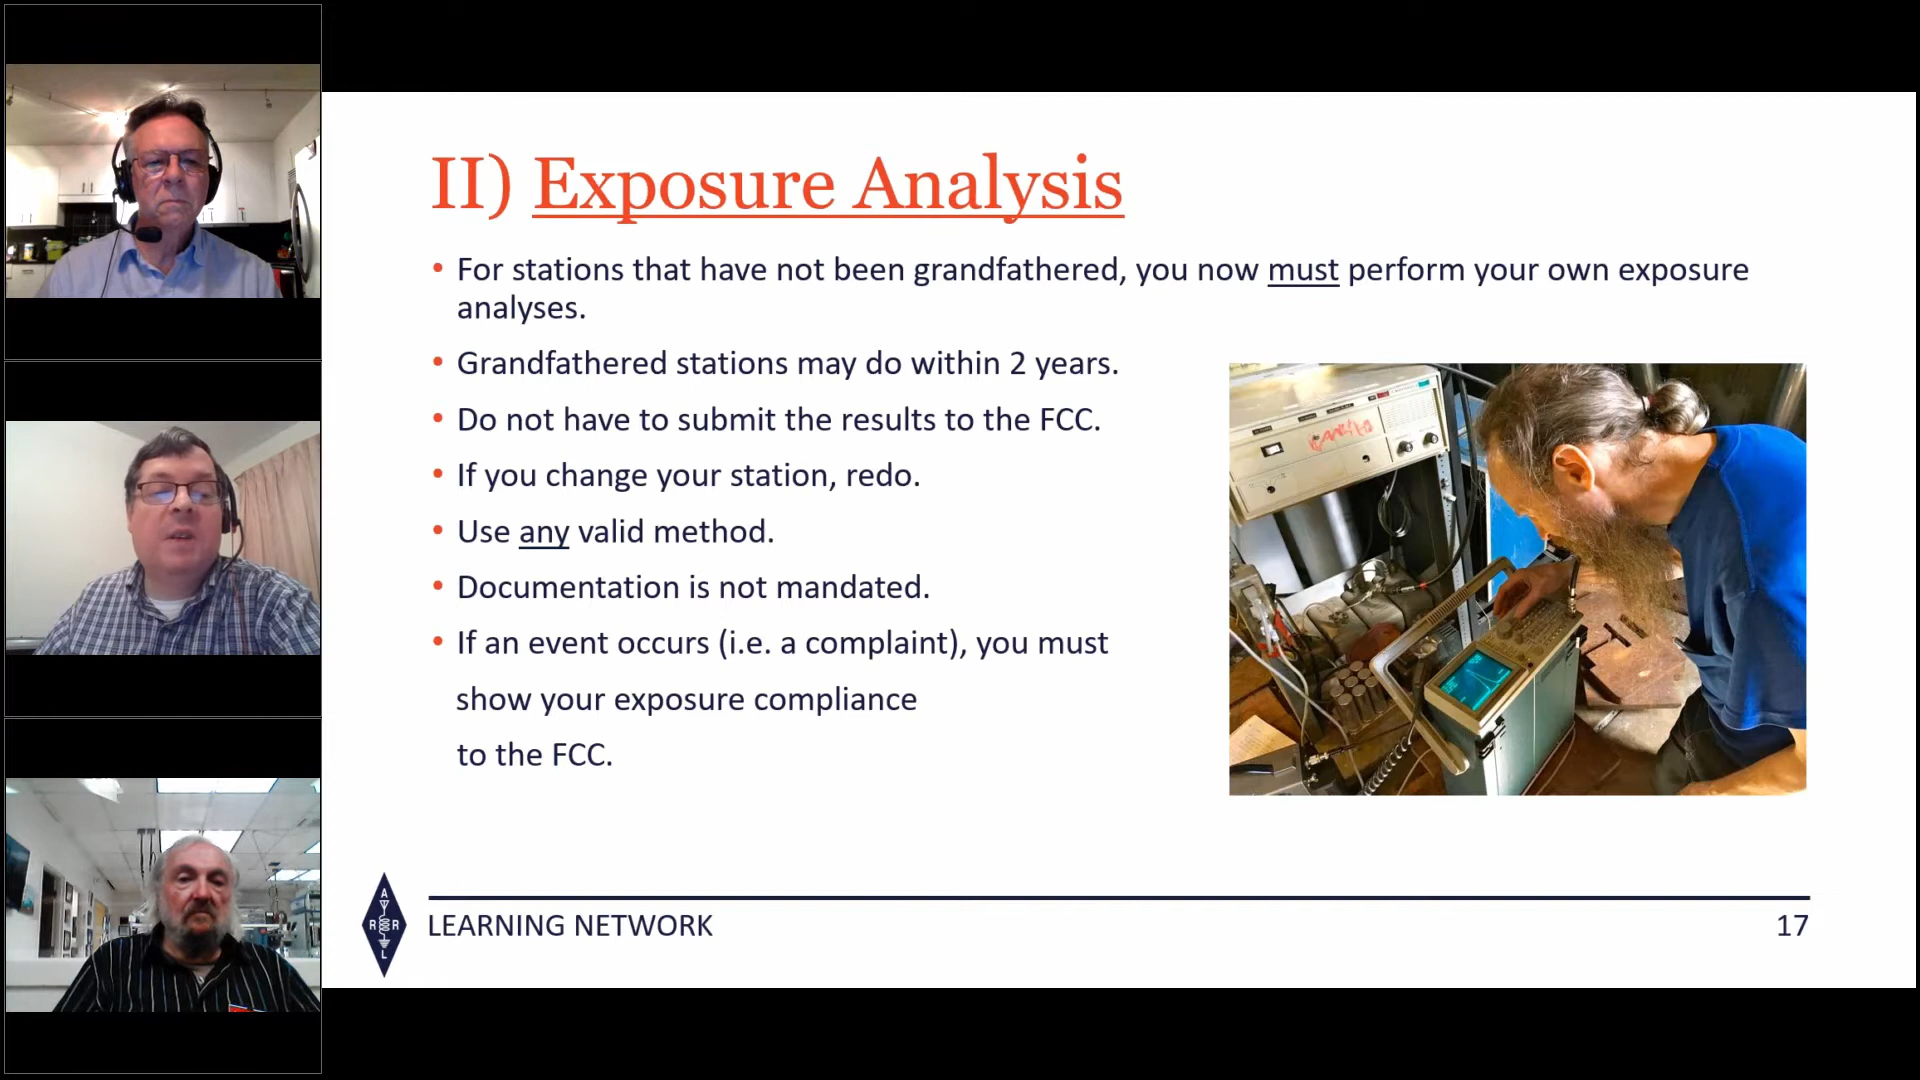 II) Exposure Analysis
• For stations that have not been grandfathered, you now must perform your own exposure
analyses.
• Grandfathered stations may do within 2 years.
• Do not have to submit the results to the FCC.
• If you change your station, redo.
• Use any valid method.
• Documentation is not mandated.
• If an event occurs (i.e. a complaint), you must
show your exposure compliance
to the FCC.
A
R R
L
LEARNING NETWORK
17